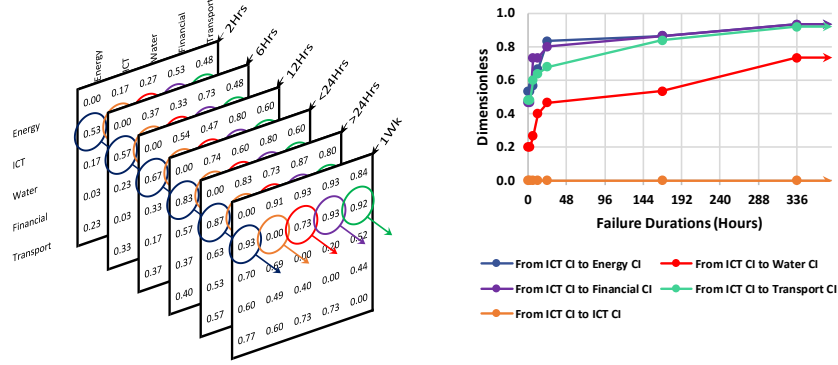 Energy ICT Water Financial Transport
2Hrs
6Hrs
12Hrs
<24Hrs
>24Hrs
1Wk
Energy
ICT
Water
Financial
Transport
0.00 0.17 0.27 0.53 0.48
0.53
0.17
0.03
0.23
0.00 0.37 0.33 0.73 0.48
0.57
0.23
0.03
0.33
0.00 0.54 0.47 0.80 0.60
0.67
0.33
0.17
0.37
0.00 0.74 0.60 0.80 0.60
0.83
0.57
0.37
0.40
0.00 0.83 0.73 0.87 0.80
0.87
0.63
0.53
0.57
0.00 0.91 0.93 0.93 0.84
0.93 0.00 0.73 0.93 0.92
0.70 0.69 0.00 0.20 0.52
0.60 0.49 0.40 0.00 0.44
0.77 0.60 0.73 0.73 0.00
Dimensionless
1.0
0.8
0.6
0.4
0.2
0.0
0 48 96 144 192 240 288 336
Failure Durations (Hours)
From ICT CI to Energy CI
From ICT CI to Water CI
From ICT CI to Financial CI
From ICT CI to Transport CI
From ICT CI to ICT CI